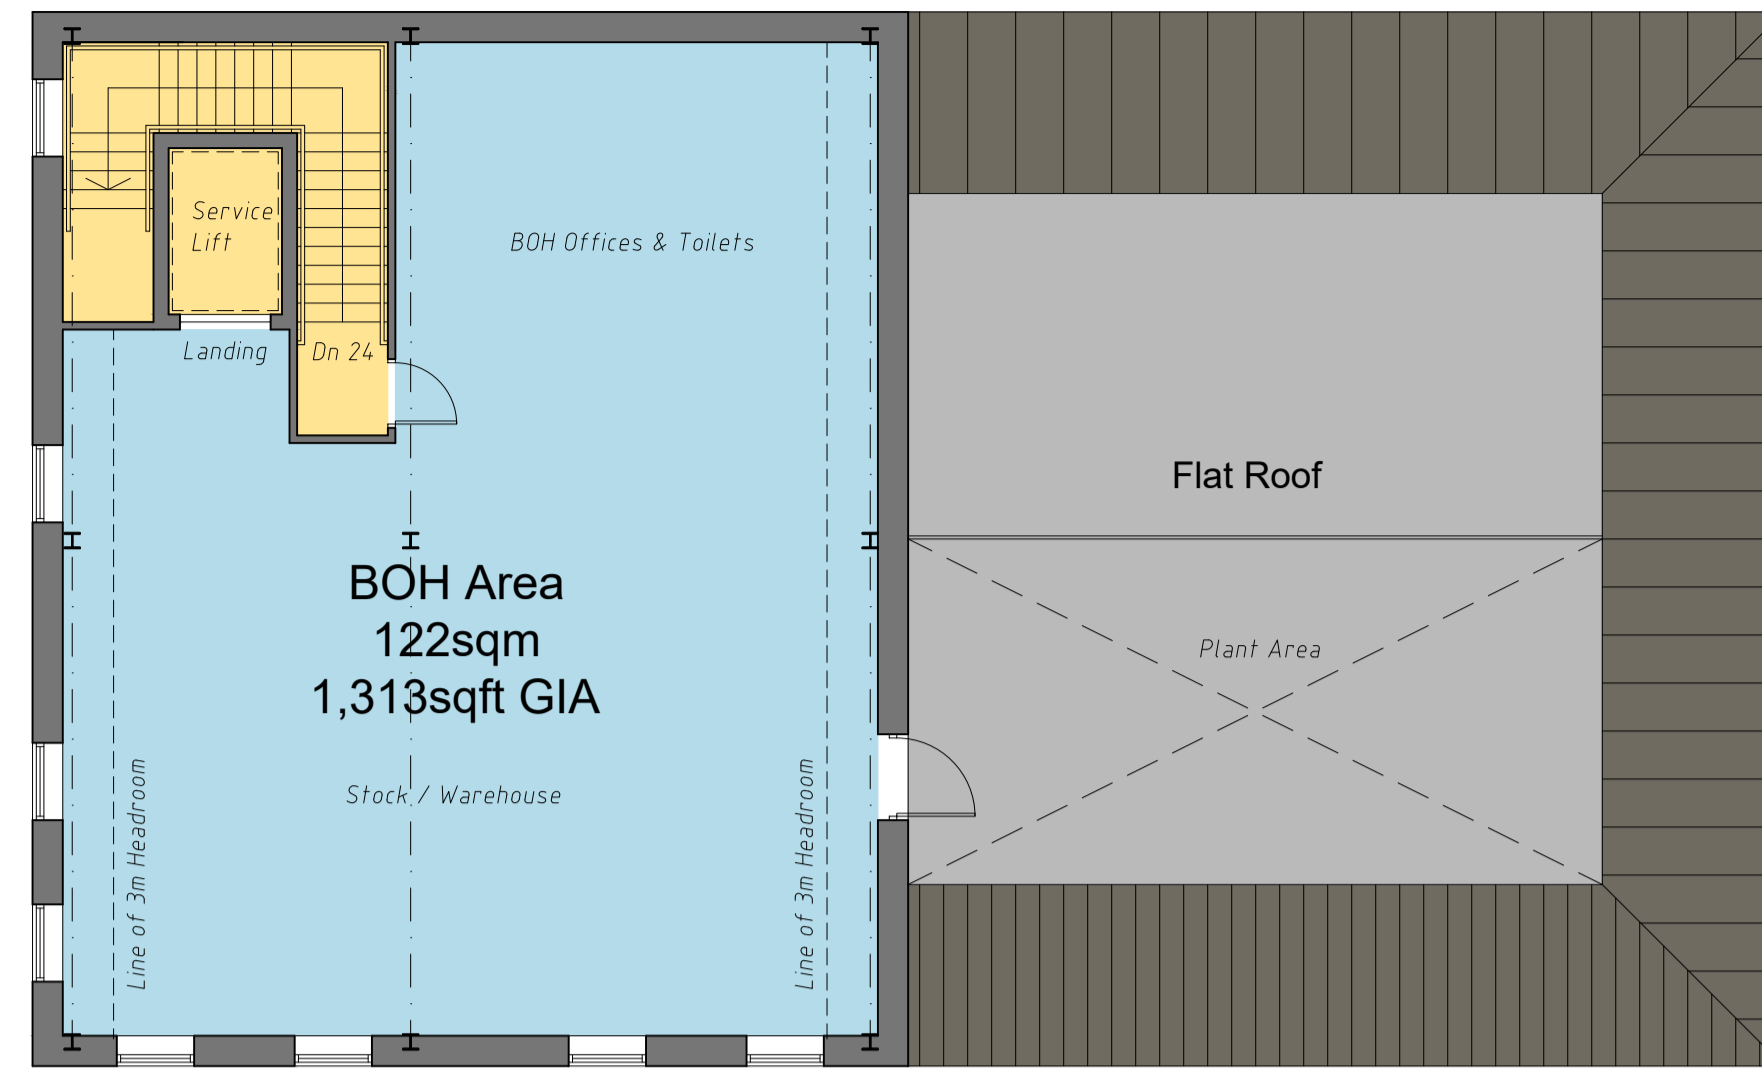 Service
Lift
BOH Offices & Toilets
Landing
Dn 24
Flat Roof
BOH Area
122sqm
1,313sqft GIA
Plant Area
Stock / Warehouse
Line of 3m Headroom
Line of 3m Headroom